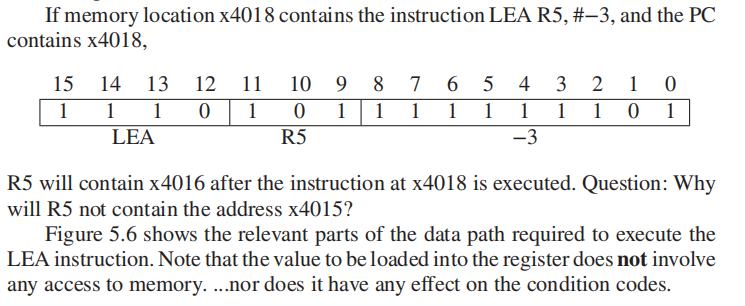 If memory location x4018 contains the instruction LEA R5, #−3, and the PC
contains x4018,
15 14 13 12 11 10 9 8 7 6 5 4 3 2 1 0
1 1 1 0 1 0 1 1 1 1 1 1 1 1 0 1
LEA R5 −3
R5 will contain x4016 after the instruction at x4018 is executed. Question: Why
will R5 not contain the address x4015?
Figure 5.6 shows the relevant parts of the data path required to execute the
LEA instruction. Note that the value to be loaded into the register does not involve
any access to memory. ...nor does it have any effect on the condition codes.